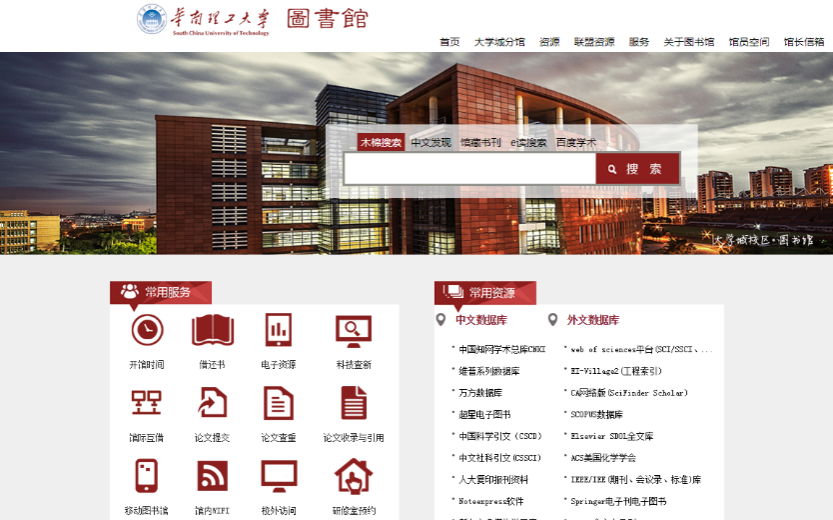 華南理工大學 圖書館
South China University of Technology
首页 大学城分馆 资源 联盟资源 服务 关于图书馆 馆员空间 馆长信箱
木棉搜索 中文发现 馆藏书刊 e读搜索 百度学术
搜 索
大学城校区·图书馆
常用服务
开馆时间 借还书 电子资源 科技查新
馆际互借 论文提交 论文查重 论文收录与引用
移动图书馆 馆内WIFI 校外访问 研修室预约
常用资源
中文数据库
中国知网学术总库CNKI
维普系列数据库
万方数据库
超星电子图书
中国科学引文(CSCD)
中文社科引文(CSSCI)
人大复印报刊资料
Noteexpress软件
外文数据库
web of sciences平台(SCI/SSCI、...
EI-Village2(工程索引)
CA网络版(SciFinder Scholar)
SCOPUS数据库
Elsevier SDOL全文库
ACS美国化学学会
IEEE/IEE(期刊、会议录、标准)库
Springer电子刊电子图书